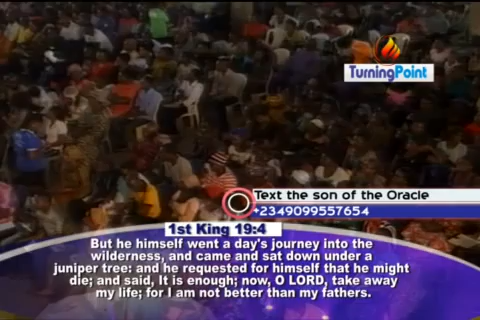 TurningPoint
Text the son of the Oracle
+2349099557654
1st King 19:4
But he himself went a day's journey into the
wilderness, and came and sat down under a
juniper tree: and he requested for himself that he might
die; and said, It is enough; now, O LORD, take away
my life; for I am not better than my fathers.